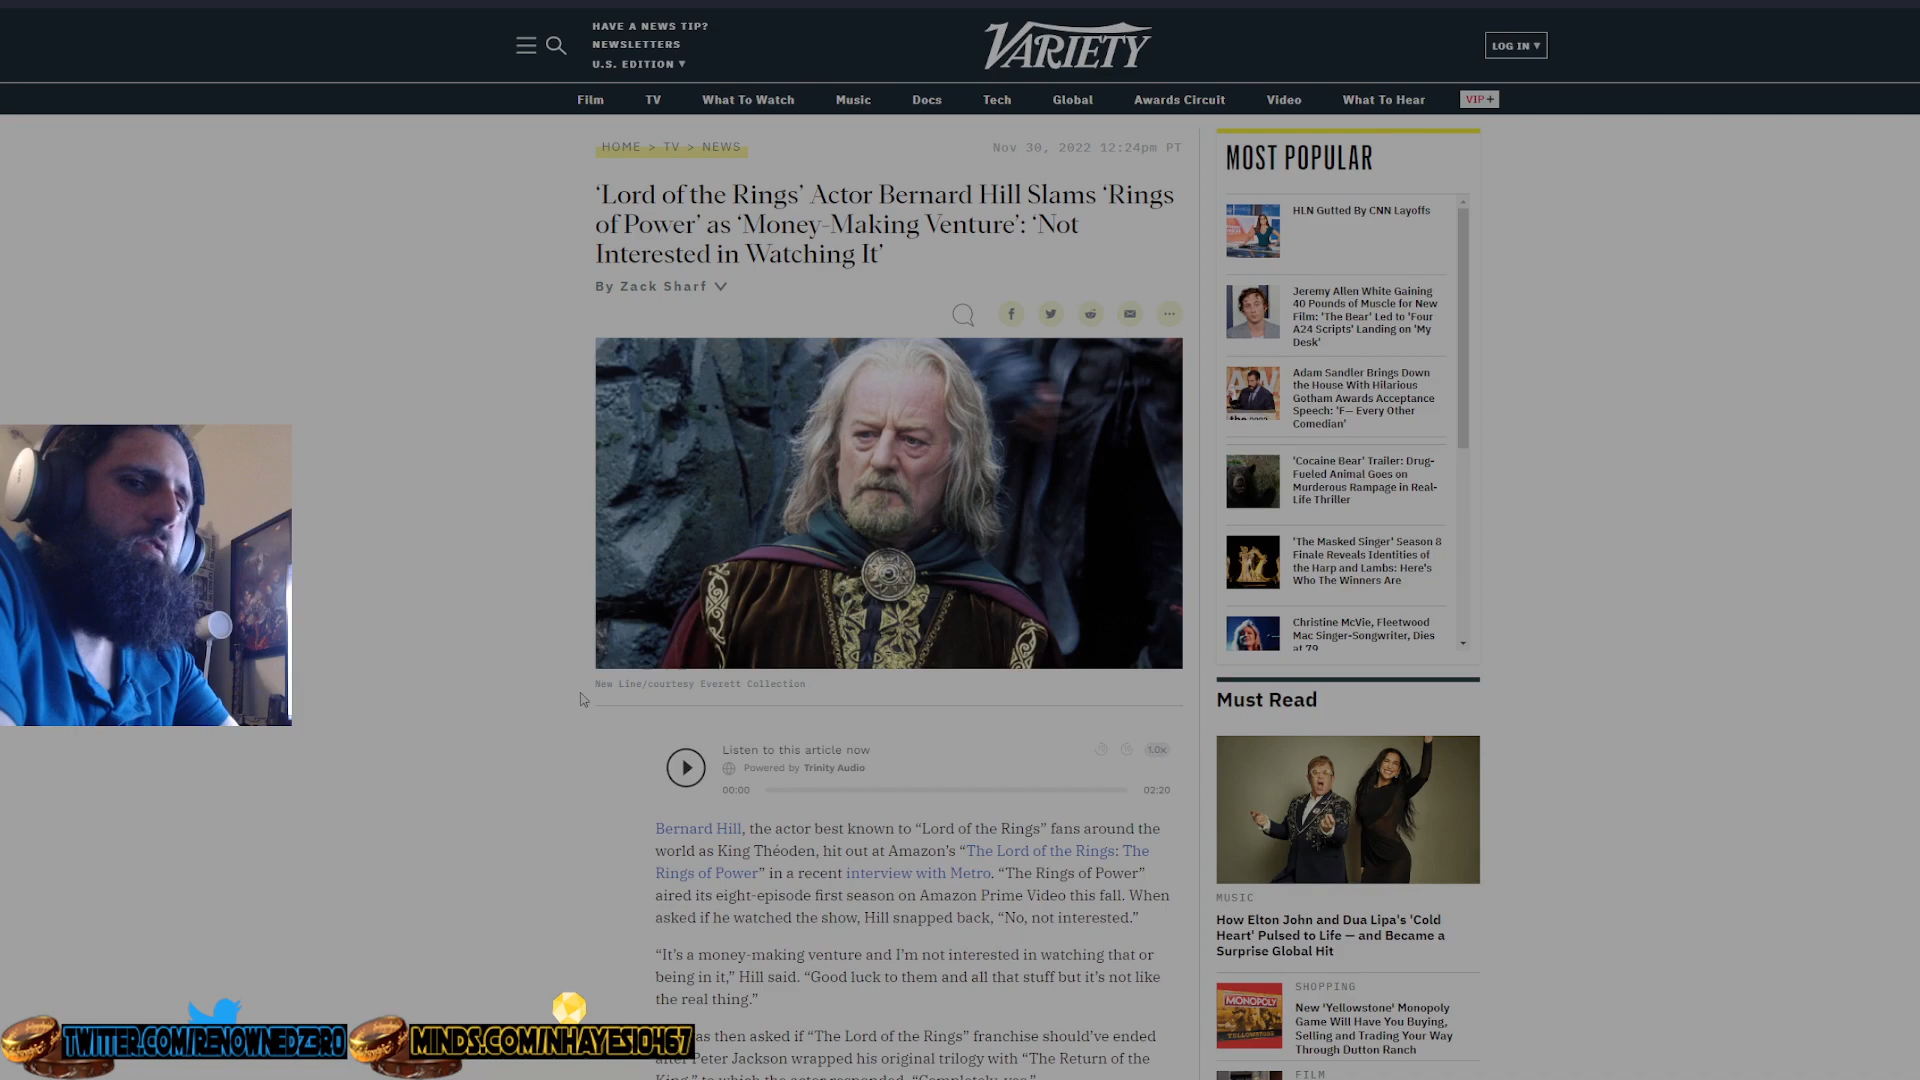 HAVE A NEWS TIP?
NEWSLETTERS
U.S. EDITION ▼
VARIETY
LOG IN ▼
Film TV What To Watch Music Docs Tech Global Awards Circuit Video What To Hear VIP+
HOME > TV > NEWS
Nov 30, 2022 12:24pm PT
‘Lord of the Rings’ Actor Bernard Hill Slams ‘Rings
of Power’ as ‘Money-Making Venture’: ‘Not
Interested in Watching It’
By Zack Sharf
New Line/courtesy Everett Collection
Listen to this article now
1.0x
Powered by Trinity Audio
00:00
02:20
Bernard Hill, the actor best known to “Lord of the Rings” fans around the
world as King Théoden, hit out at Amazon’s “The Lord of the Rings: The
Rings of Power” in a recent interview with Metro. “The Rings of Power”
aired its eight-episode first season on Amazon Prime Video this fall. When
asked if he watched the show, Hill snapped back, “No, not interested.”
“It’s a money-making venture and I’m not interested in watching that or
being in it,” Hill said. “Good luck to them and all that stuff but it’s not like
the real thing.”
as then asked if “The Lord of the Rings” franchise should’ve ended
after Peter Jackson wrapped his original trilogy with “The Return of the
King,” to which the actor responded, “Completely, yes.”
MOST POPULAR
HLN Gutted By CNN Layoffs
Jeremy Allen White Gaining
40 Pounds of Muscle for New
Film: 'The Bear' Led to 'Four
A24 Scripts' Landing on 'My
Desk'
Adam Sandler Brings Down
the House With Hilarious
Gotham Awards Acceptance
Speech: 'F— Every Other
Comedian'
'Cocaine Bear' Trailer: Drug-
Fueled Animal Goes on
Murderous Rampage in Real-
Life Thriller
'The Masked Singer' Season 8
Finale Reveals Identities of
the Harp and Lambs: Here's
Who The Winners Are
Christine McVie, Fleetwood
Mac Singer-Songwriter, Dies
at 79
Must Read
MUSIC
How Elton John and Dua Lipa's 'Cold
Heart' Pulsed to Life — and Became a
Surprise Global Hit
MONOPOLY
YELLOWSTONE
SHOPPING
New 'Yellowstone' Monopoly
Game Will Have You Buying,
Selling and Trading Your Way
Through Dutton Ranch
FILM
TWITTER.COM/RENOWNEDZ3R0
MINDS.COM/NHAYES10467